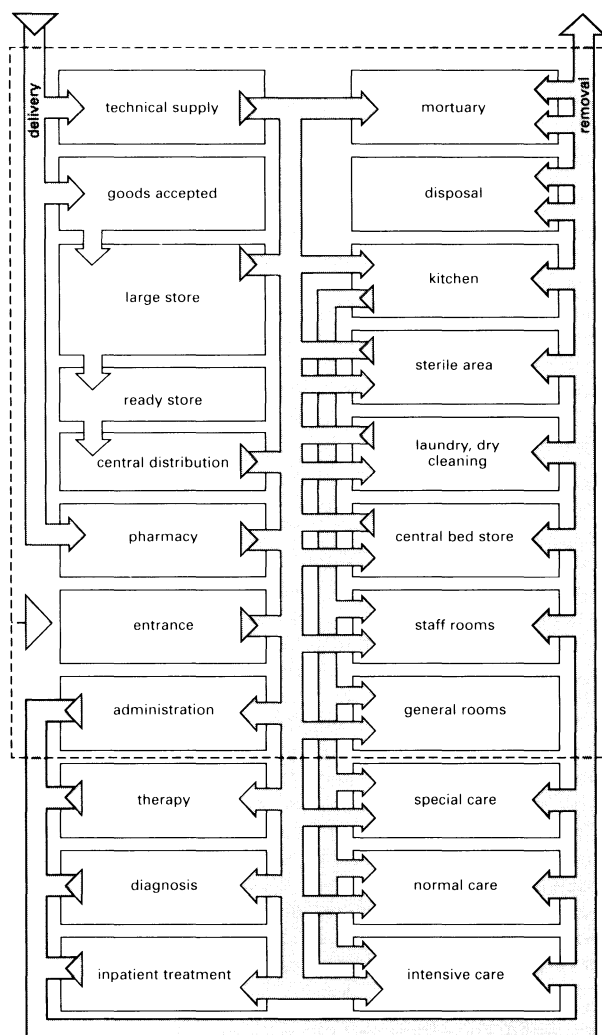 delivery
removal
technical supply
mortuary
goods accepted
disposal
large store
kitchen
sterile area
ready store
laundry, dry
cleaning
central distribution
pharmacy
central bed store
entrance
staff rooms
administration
general rooms
therapy
special care
diagnosis
normal care
inpatient treatment
intensive care